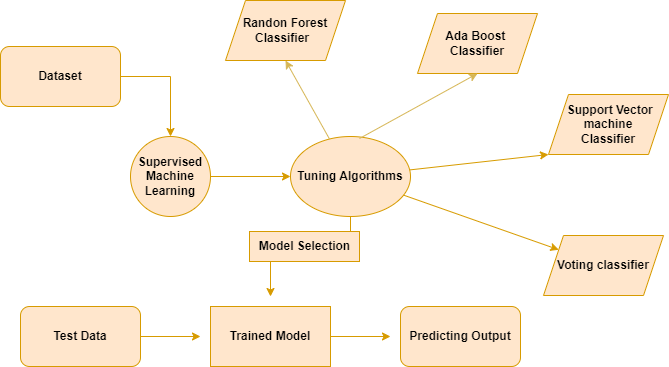 Randon Forest
Classifier
Ada Boost
Classifier
Dataset
Support Vector
machine
Classifier
Supervised
Machine
Learning
Tuning Algorithms
Model Selection
Voting classifier
Test Data
Trained Model
Predicting Output